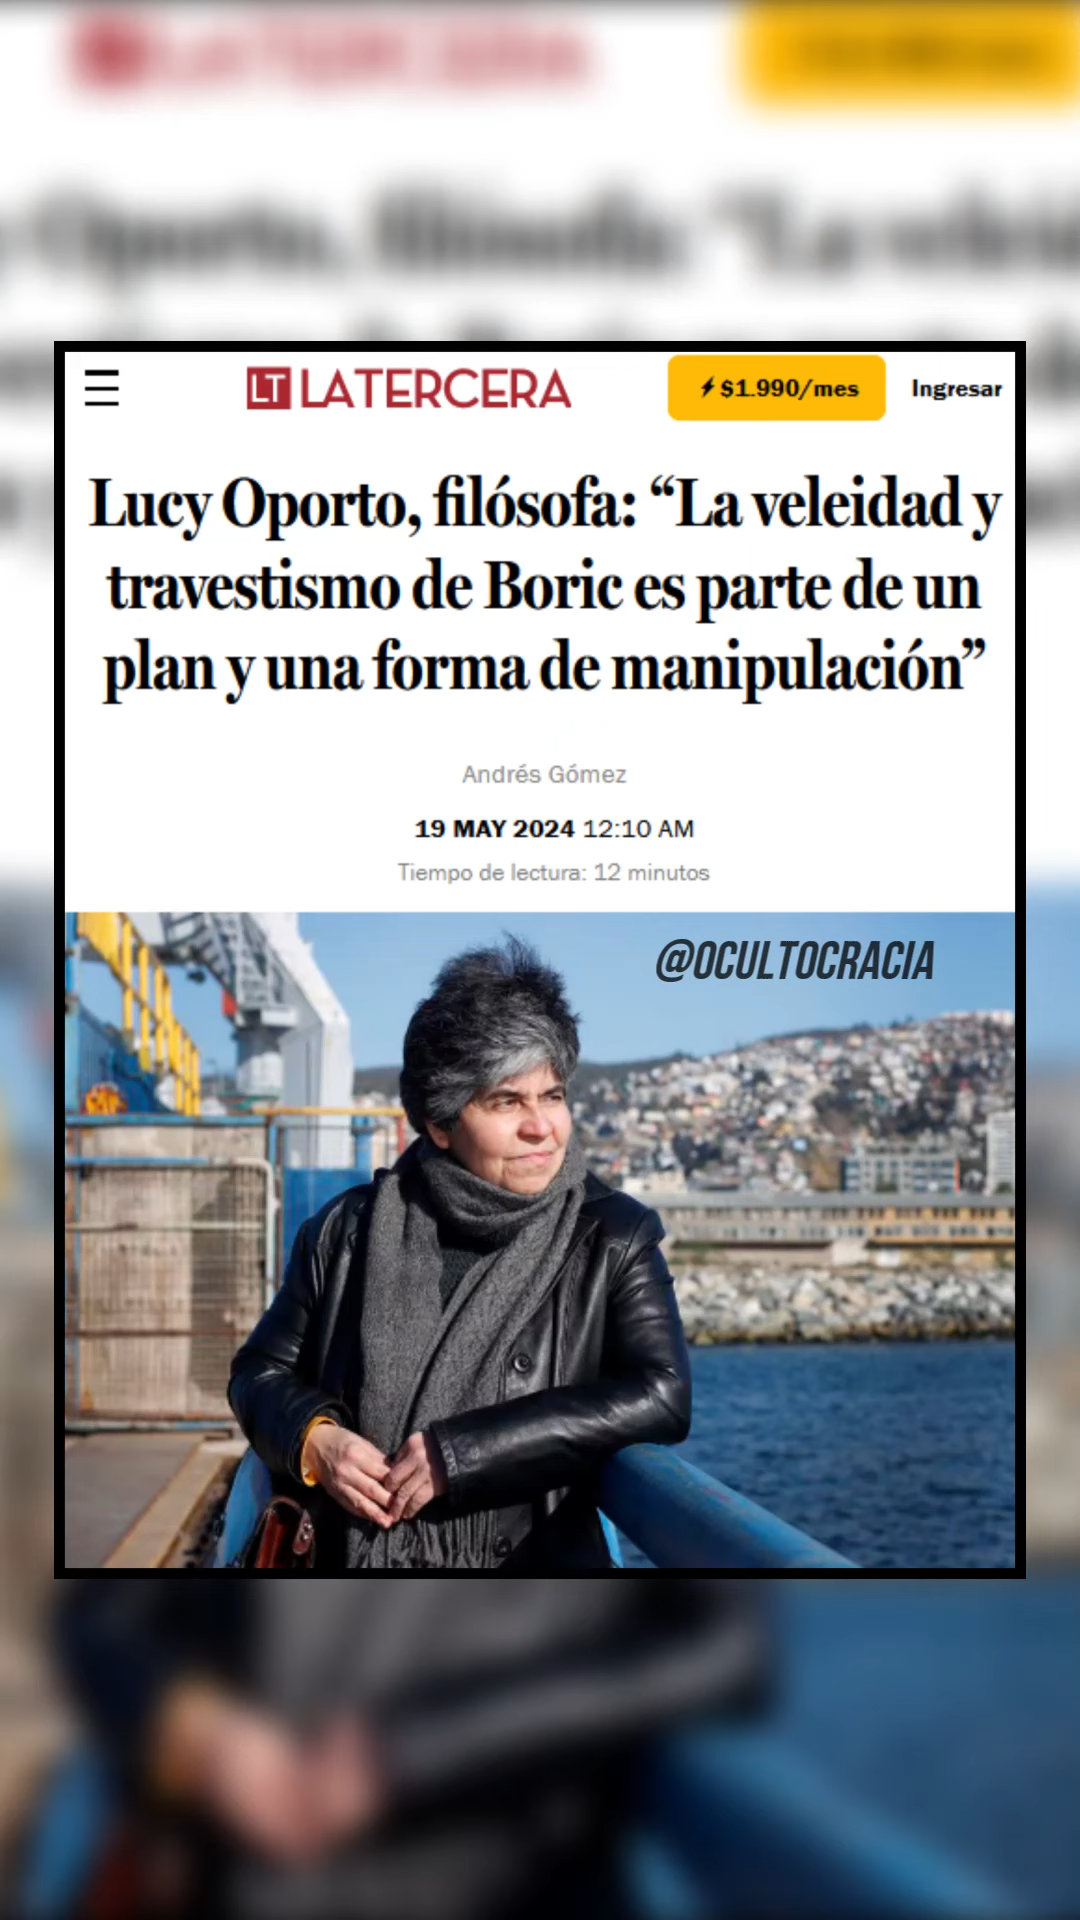 LT LATERCERA
$1.990/mes
Ingresar
Lucy Oporto, filósofa: “La veleidad y
travestismo de Boric es parte de un
plan y una forma de manipulación”
Andrés Gómez
19 MAY 2024 12:10 AM
Tiempo de lectura: 12 minutos
@OCULTOCRACIA